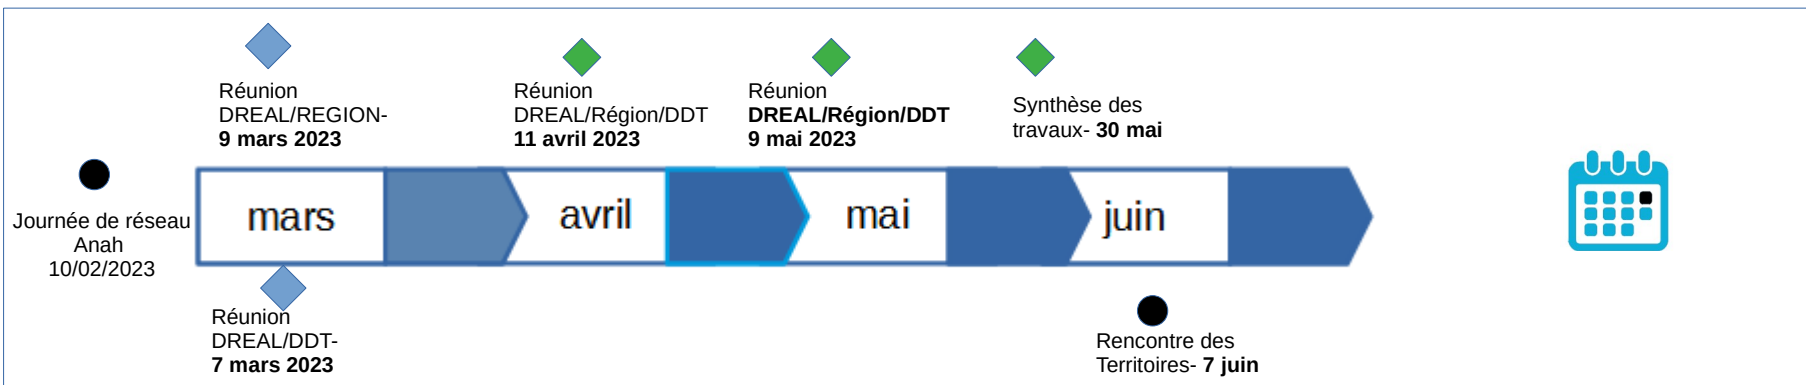 Réunion
DREAL/REGION-
9 mars 2023
Réunion
DREAL/Région/DDT
11 avril 2023
Réunion
DREAL/Région/DDT
9 mai 2023
Synthèse des
travaux- 30 mai
Journée de réseau
Anah
10/02/2023
mars
avril
mai
juin
Réunion
DREAL/DDT-
7 mars 2023
Rencontre des
Territoires- 7 juin